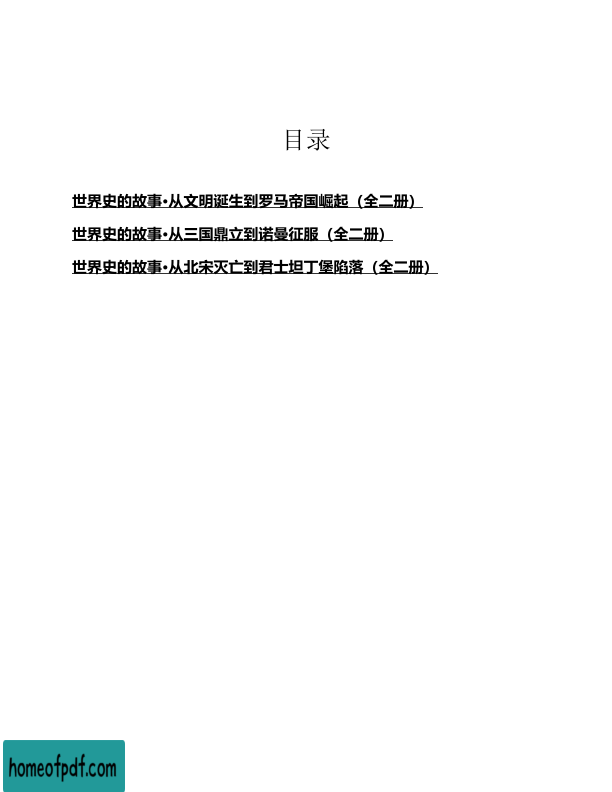 目录
世界史的故事·从文明诞生到罗马帝国崛起（全二册）
世界史的故事·从三国鼎立到诺曼征服（全二册）
世界史的故事·从北宋灭亡到君士坦丁堡陷落（全二册）
homeofpdf.com